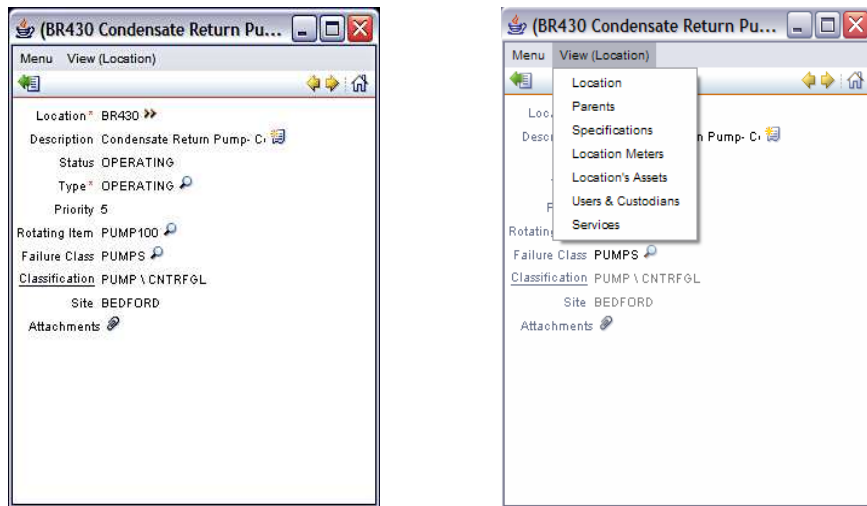 (BR430 Condensate Return Pu...
Menu View (Location)
Location* BR430
Description Condensate Return Pump- C
Status OPERATING
Type* OPERATING
Priority 5
Rotating Item PUMP100
Failure Class PUMPS
Classification PUMP \ CNTRFGL
Site BEDFORD
Attachments
(BR430 Condensate Return Pu...
Menu View (Location)
Location
Parents
Specifications
Location Meters
Location's Assets
Users & Custodians
Services
Loc
Descr n Pump- C
P
Rotating
Failure Class PUMPS
Classification PUMP \ CNTRFGL
Site BEDFORD
Attachments